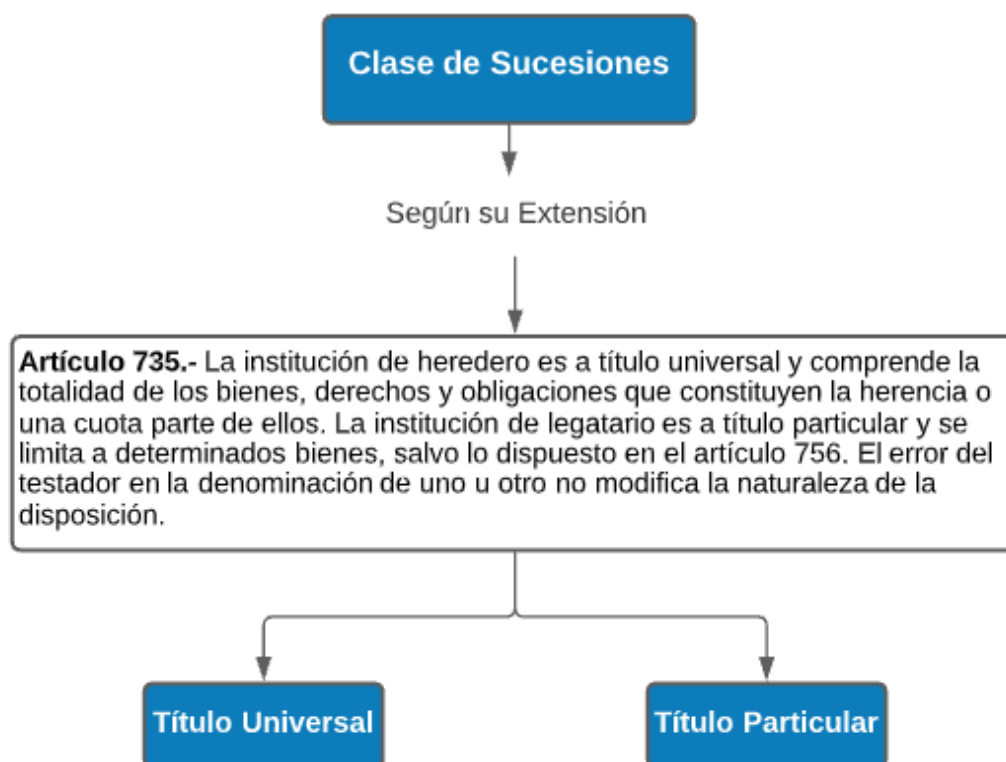 Clase de Sucesiones
Según su Extensión
Artículo 735.- La institución de heredero es a título universal y comprende la
totalidad de los bienes, derechos y obligaciones que constituyen la herencia o
una cuota parte de ellos. La institución de legatario es a título particular y se
limita a determinados bienes, salvo lo dispuesto en el artículo 756. El error del
testador en la denominación de uno u otro no modifica la naturaleza de la
disposición.
Título Universal
Título Particular